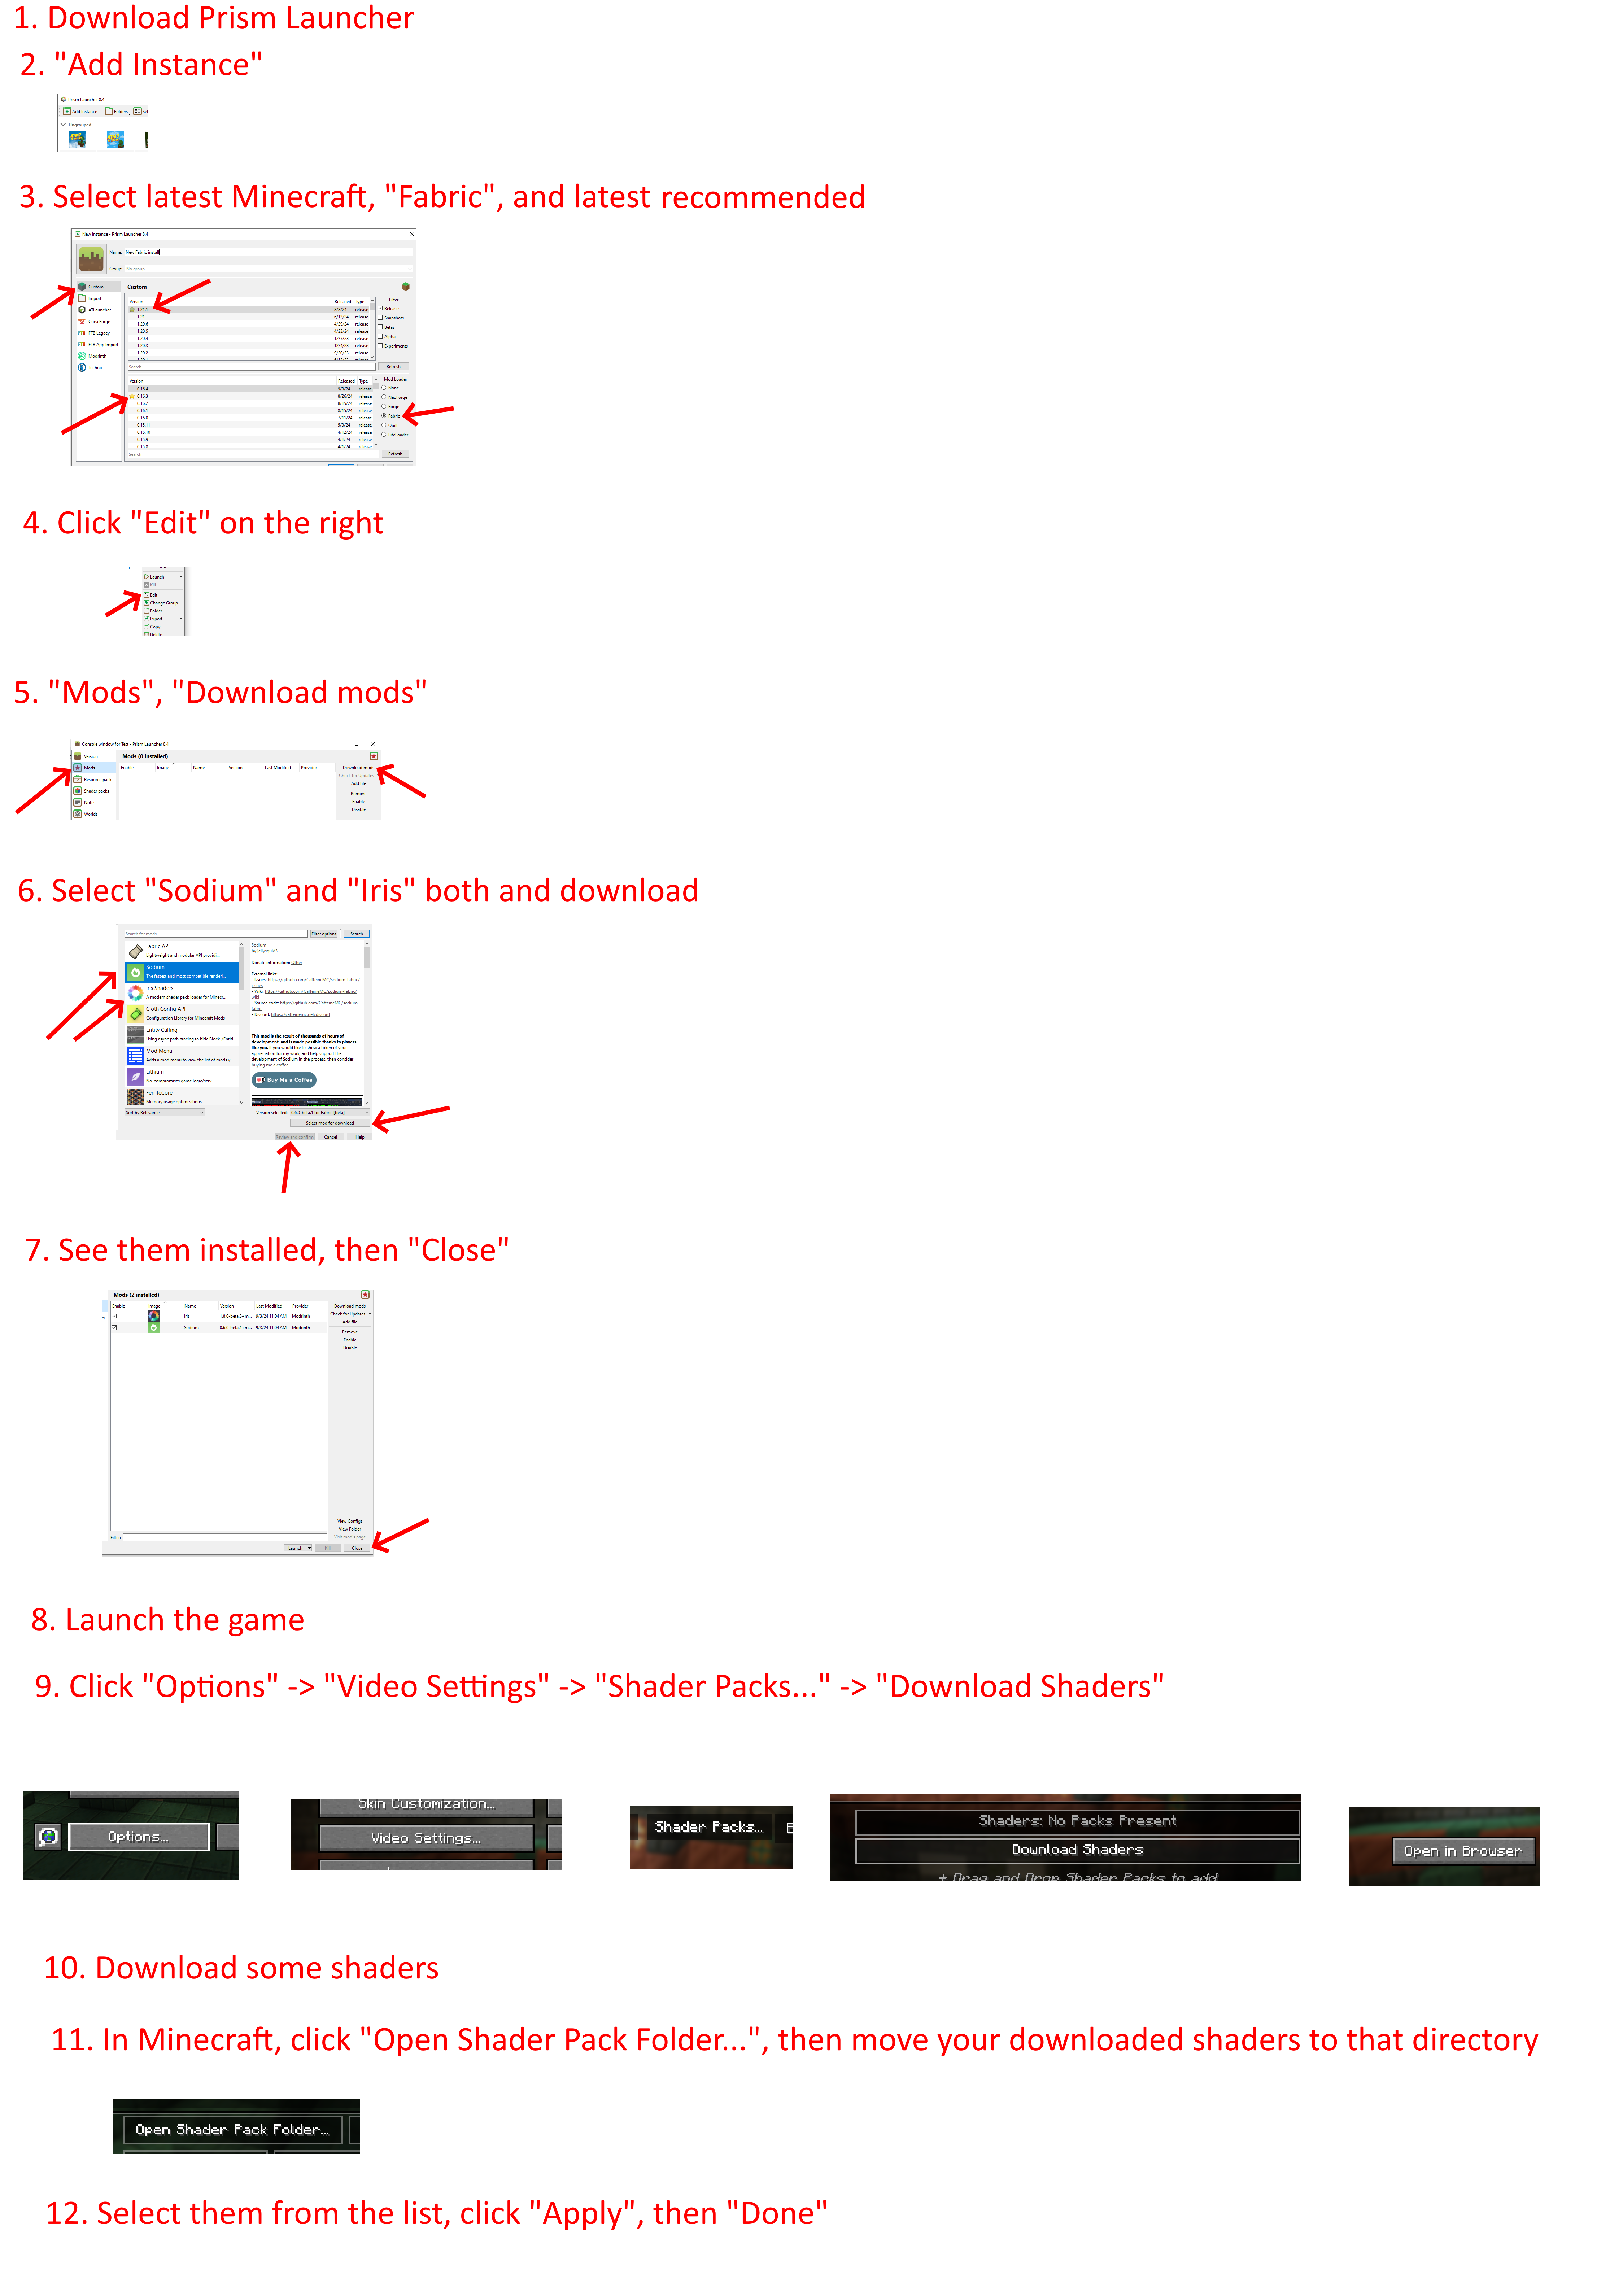 1. Download Prism Launcher
2. "Add Instance"
Prism Launcher 8.4
Add Instance Folders Se
Ungrouped
3. Select latest Minecraft, "Fabric", and latest recommended
New Instance - Prism Launcher 8.4
Name: New Fabric install
Group: No group
Custom
Import
ATLauncher
CurseForge
FTB Legacy
FTB App Import
Modrinth
Technic
Custom
Version Released Type
1.21.1 8/8/24 release
1.21 6/13/24 release
1.20.6 4/29/24 release
1.20.5 4/23/24 release
1.20.4 12/7/23 release
1.20.3 12/4/23 release
1.20.2 9/20/23 release
Filter
Releases
Snapshots
Betas
Alphas
Experiments
Search
Refresh
Version Released Type
0.16.4 9/3/24 release
0.16.3 8/28/24 release
0.16.2 8/15/24 release
0.16.1 8/15/24 release
0.16.0 7/11/24 release
0.15.11 5/3/24 release
0.15.10 4/12/24 release
0.15.9 4/1/24 release
Mod Loader
None
NeoForge
Forge
Fabric
Quilt
LiteLoader
Search
Refresh
4. Click "Edit" on the right
Launch
Kill
Edit
Change Group
Folder
Export
Copy
Delete
5. "Mods", "Download mods"
Console window for Test - Prism Launcher 8.4
Version
Mods
Resource packs
Shader packs
Notes
Worlds
Mods (0 installed)
Enable Image Name Version Last Modified Provider
Download mods
Check for Updates
Add file
Remove
Enable
Disable
6. Select "Sodium" and "Iris" both and download
Search for mods...
Filter options
Search
Fabric API
Lightweight and modular API providi...
Sodium
The fastest and most compatible renderi...
Iris Shaders
A modern shader pack loader for Minecr...
Cloth Config API
Configuration Library for Minecraft Mods
Entity Culling
Using async path-tracing to hide Block-/Entiti...
Mod Menu
Adds a mod menu to view the list of mods y...
Lithium
No-compromises game logic/serv...
FerriteCore
Memory usage optimizations
Sodium
by jellysquid3
Donate information: Other
External links:
- Issues: https://github.com/CaffeineMC/sodium-fabric/
issues
- Wiki: https://github.com/CaffeineMC/sodium-fabric/
wiki
- Source code: https://github.com/CaffeineMC/sodium-
fabric
- Discord: https://caffeinemc.net/discord
This mod is the result of thousands of hours of
development, and is made possible thanks to players
like you. If you would like to show a token of your
appreciation for my work, and help support the
development of Sodium in the process, then consider
buying me a coffee.
Buy Me a Coffee
Sort by Relevance
Version selected: 0.6.0-beta.1 for Fabric [beta]
Select mod for download
Review and confirm Cancel Help
7. See them installed, then "Close"
Mods (2 installed)
Enable Image Name Version Last Modified Provider
Iris 1.8.0-beta.3+m... 9/3/24 11:04 AM Modrinth
Sodium 0.6.0-beta.1+m... 9/3/24 11:04 AM Modrinth
Download mods
Check for Updates
Add file
Remove
Enable
Disable
View Configs
View Folder
Visit mod's page
Filter:
Launch Kill Close
8. Launch the game
9. Click "Options" -> "Video Settings" -> "Shader Packs..." -> "Download Shaders"
Options...
Skin Customization...
Video Settings...
Shader Packs...
Shaders: No Packs Present
Download Shaders
+ Drag and Drop Shader Packs to add
Open in Browser
10. Download some shaders
11. In Minecraft, click "Open Shader Pack Folder...", then move your downloaded shaders to that directory
Open Shader Pack Folder...
12. Select them from the list, click "Apply", then "Done"